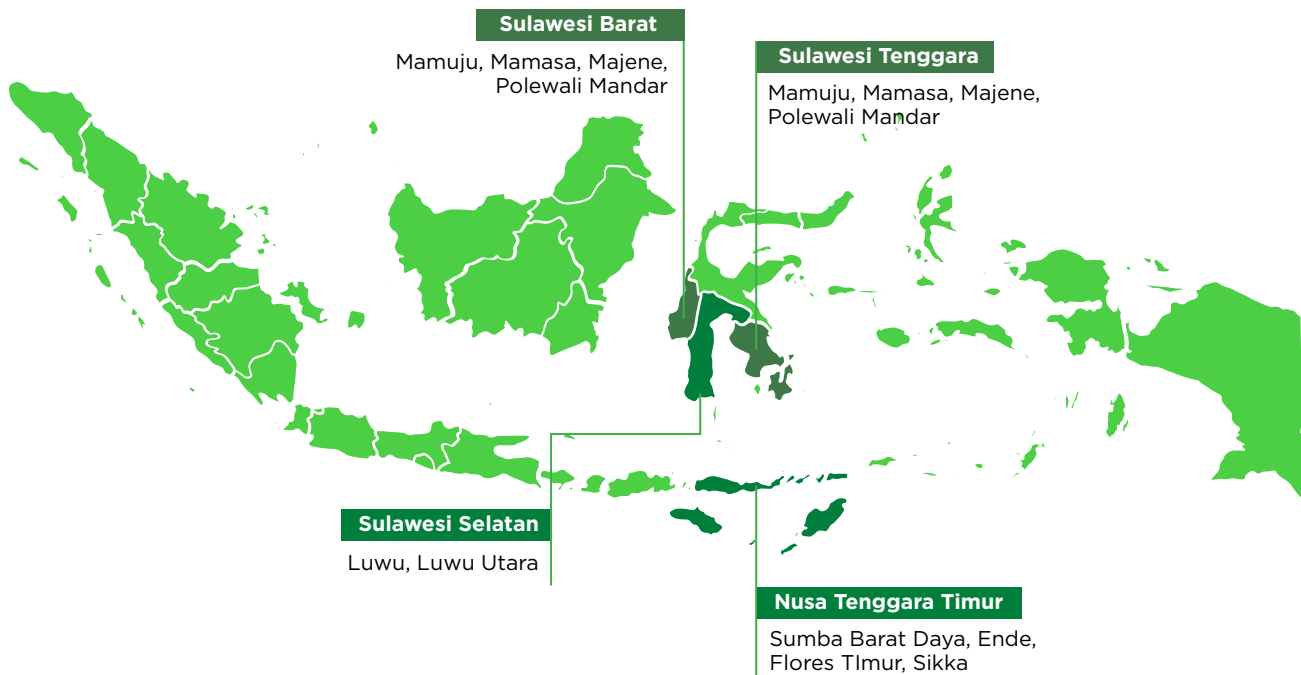 Sulawesi Barat
Mamuju, Mamasa, Majene,
Polewali Mandar
Sulawesi Tenggara
Mamuju, Mamasa, Majene,
Polewali Mandar
Sulawesi Selatan
Luwu, Luwu Utara
Nusa Tenggara Timur
Sumba Barat Daya, Ende,
Flores TImur, Sikka